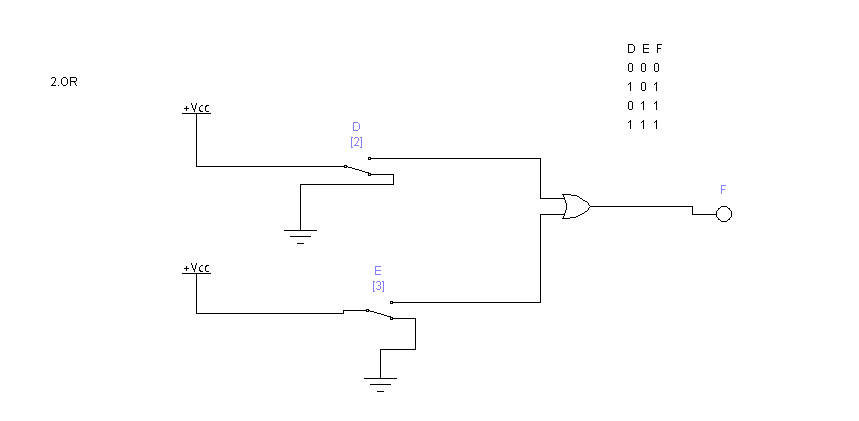 2.OR
D E F
0 0 0
1 0 1
0 1 1
1 1 1
+Vcc
D
[2]
F
+Vcc
E
[3]